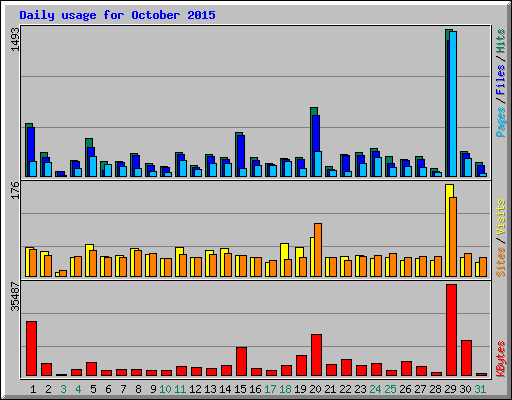 Daily usage for October 2015
1493
Pages / Files / Hits
176
Sites / Visits
35487
KBytes
1 2 3 4 5 6 7 8 9 10 11 12 13 14 15 16 17 18 19 20 21 22 23 24 25 26 27 28 29 30 31